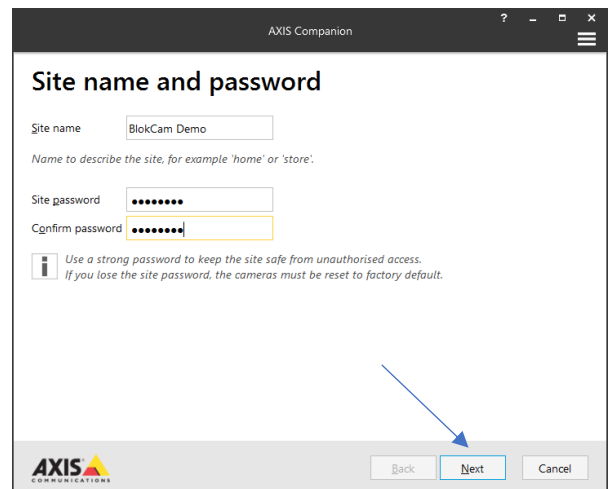 AXIS Companion
?
Site name and password
Site name BlokCam Demo
Name to describe the site, for example 'home' or 'store'.
Site password ●●●●●●●●
Confirm password ●●●●●●●●
i Use a strong password to keep the site safe from unauthorised access.
If you lose the site password, the cameras must be reset to factory default.
AXIS
COMMUNICATIONS
Back Next Cancel